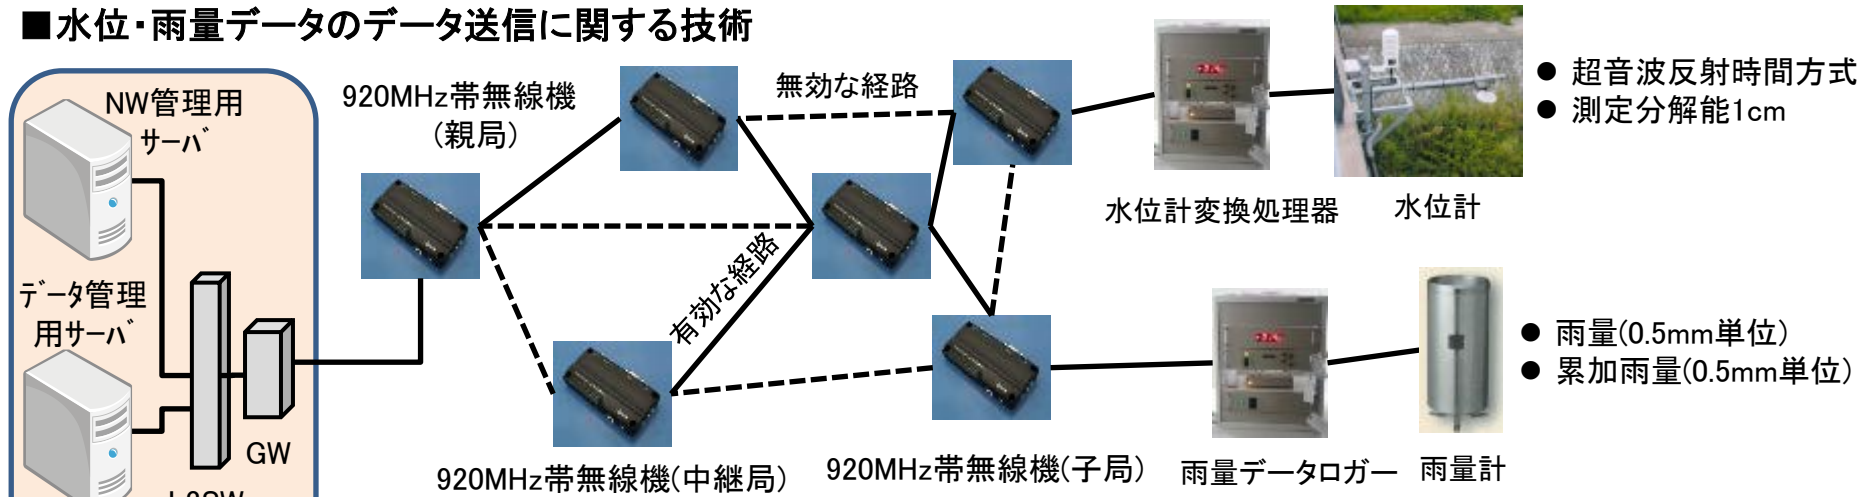 ■水位・雨量データのデータ送信に関する技術
NW管理用
サーバ
データ管理
用サーバ
GW
920MHz帯無線機
(親局)
無効な経路
有効な経路
920MHz帯無線機(中継局)
920MHz帯無線機(子局)
水位計変換処理器
水位計
● 超音波反射時間方式
● 測定分解能1cm
雨量データロガー
雨量計
● 雨量(0.5mm単位)
● 累加雨量(0.5mm単位)